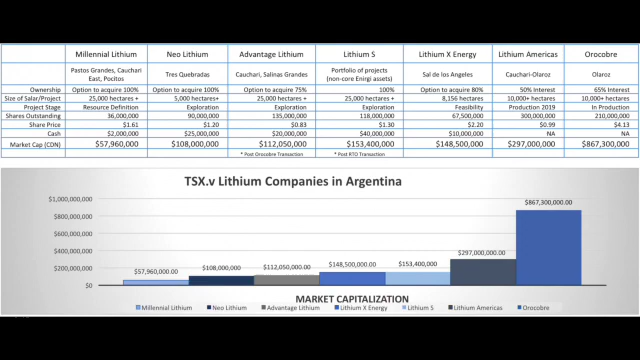 Millennial Lithium Neo Lithium Advantage Lithium Lithium S Lithium X Energy Lithium Americas Orocobre
Pastos Grandes, Cauchari East, Pocitos Tres Quebradas Cauchari, Salinas Grandes Portfolio of projects (non-core Enirgi assets) Sal de los Angeles Cauchari-Olaroz Olaroz
Ownership Option to acquire 100% Option to acquire 100% Option to acquire 75% 100% Option to acquire 80% 50% Interest 65% Interest
Size of Salar/Project 25,000 hectares + 5,000 hectares+ 25,000 hectares + 25,000 hectares + 8,156 hectares 10,000+ hectares 10,000+ hectares
Project Stage Resource Definition Exploration Exploration Exploration Feasibility Production 2019 In Production
Shares Outstanding 36,000,000 90,000,000 135,000,000 118,000,000 67,500,000 300,000,000 210,000,000
Share Price $1.61 $1.20 $0.83 $1.30 $2.20 $0.99 $4.13
Cash $2,000,000 $25,000,000 $20,000,000 $40,000,000 $10,000,000 NA NA
Market Cap (CDN) $57,960,000 $108,000,000 $112,050,000 $153,400,000 $148,500,000 $297,000,000 $867,300,000
* Post Orocobre Transaction * Post RTO Transaction
TSX.v Lithium Companies in Argentina
$1,000,000,000
$867,300,000.00
$800,000,000
$600,000,000
$400,000,000
$297,000,000.00
$200,000,000
$57,960,000.00 $108,000,000 $112,050,000.00 $148,500,000.00 $153,400,000
$0
MARKET CAPITALIZATION
Millennial Lithium Neo Lithium Advantage Lithium Lithium X Energy Lithium S Lithium Americas Orocobre